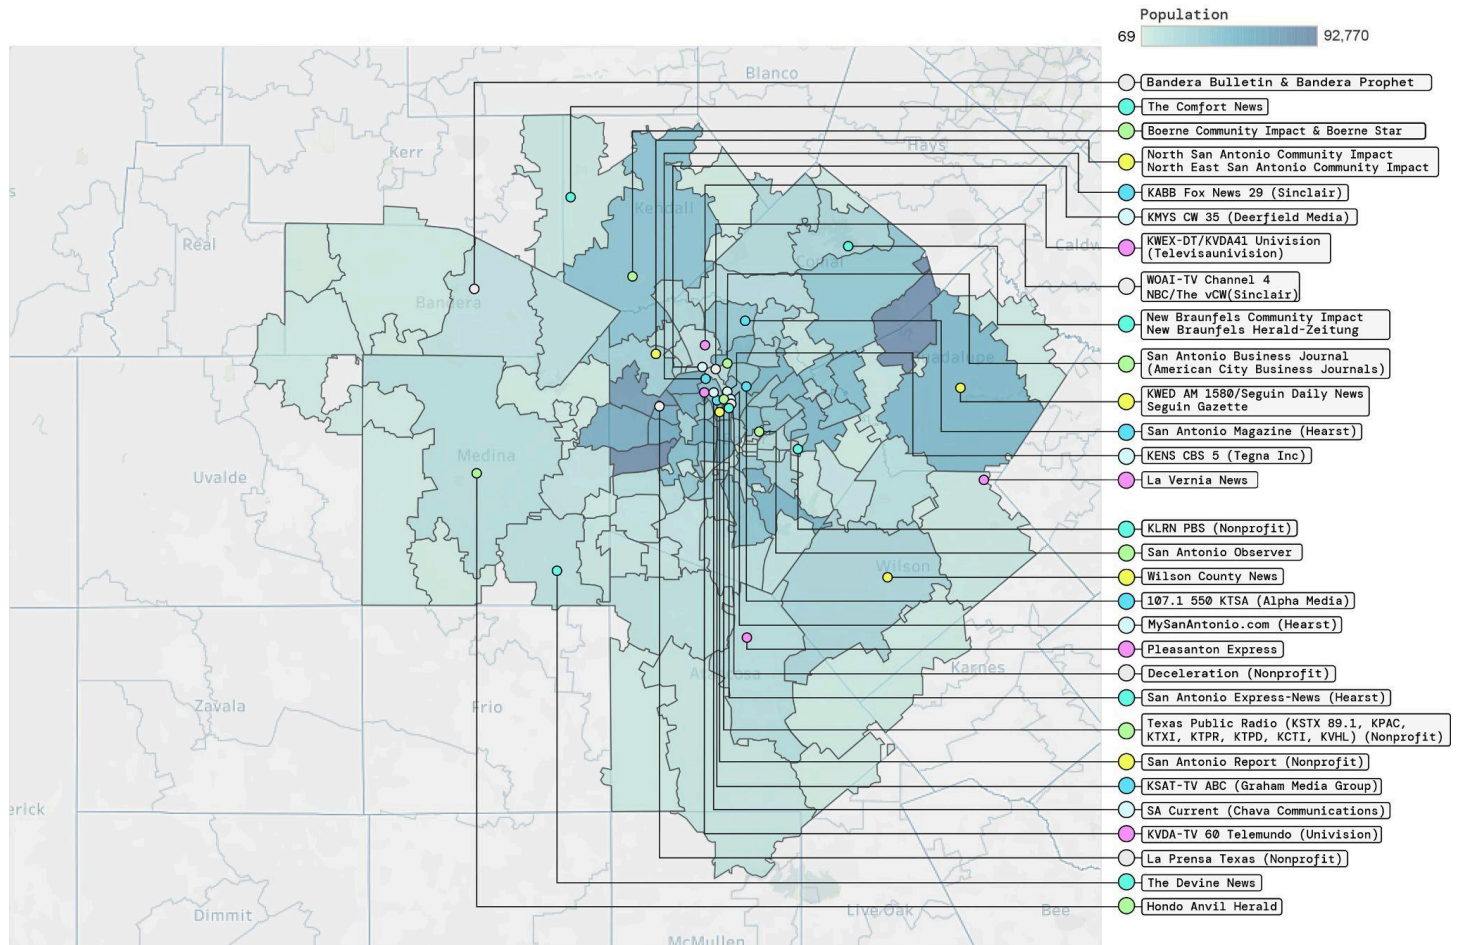 Population
69
92,770
Bandera Bulletin & Bandera Prophet
The Comfort News
Boerne Community Impact & Boerne Star
North San Antonio Community Impact
North East San Antonio Community Impact
KABB Fox News 29 (Sinclair)
KMYS CW 35 (Deerfield Media)
KWEX-DT/KVDA41 Univision
(Televisaunivision)
WOAI-TV Channel 4
NBC/The vCW(Sinclair)
New Braunfels Community Impact
New Braunfels Herald-Zeitung
San Antonio Business Journal
(American City Business Journals)
KWED AM 1580/Seguin Daily News
Seguin Gazette
San Antonio Magazine (Hearst)
KENS CBS 5 (Tegna Inc)
La Vernia News
KLRN PBS (Nonprofit)
San Antonio Observer
Wilson County News
107.1 550 KTSA (Alpha Media)
MySanAntonio.com (Hearst)
Pleasanton Express
Deceleration (Nonprofit)
San Antonio Express-News (Hearst)
Texas Public Radio (KSTX 89.1, KPAC,
KTXI, KTPR, KTPD, KCTI, KVHL) (Nonprofit)
San Antonio Report (Nonprofit)
KSAT-TV ABC (Graham Media Group)
SA Current (Chava Communications)
KVDA-TV 60 Telemundo (Univision)
La Prensa Texas (Nonprofit)
The Devine News
Hondo Anvil Herald
Blanco
Kerr
Hays
Kendall
Real
Caldw
Comal
Bandera
Guadalupe
Medina
Uvalde
Wilson
Atascosa
Karnes
Zavala
Frio
erick
Dimmit
Live Oak
Bee
McMullen